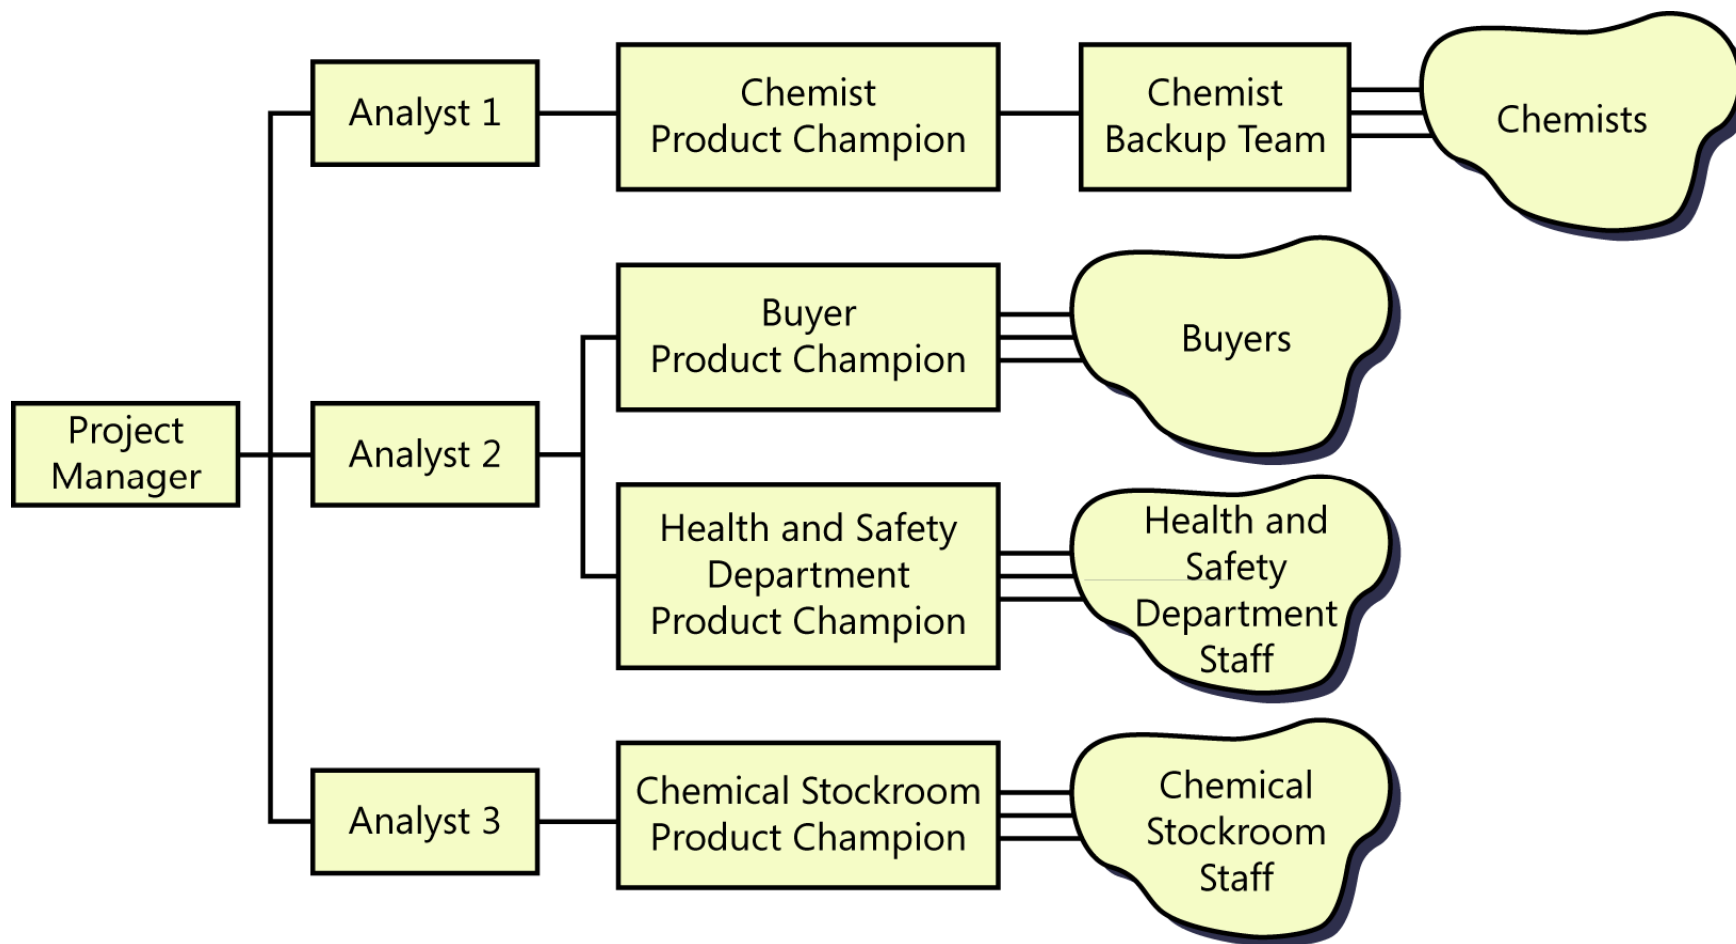 Project
Manager
Analyst 1
Chemist
Product Champion
Chemist
Backup Team
Chemists
Analyst 2
Buyer
Product Champion
Buyers
Health and Safety
Department
Product Champion
Health and
Safety
Department
Staff
Analyst 3
Chemical Stockroom
Product Champion
Chemical
Stockroom
Staff